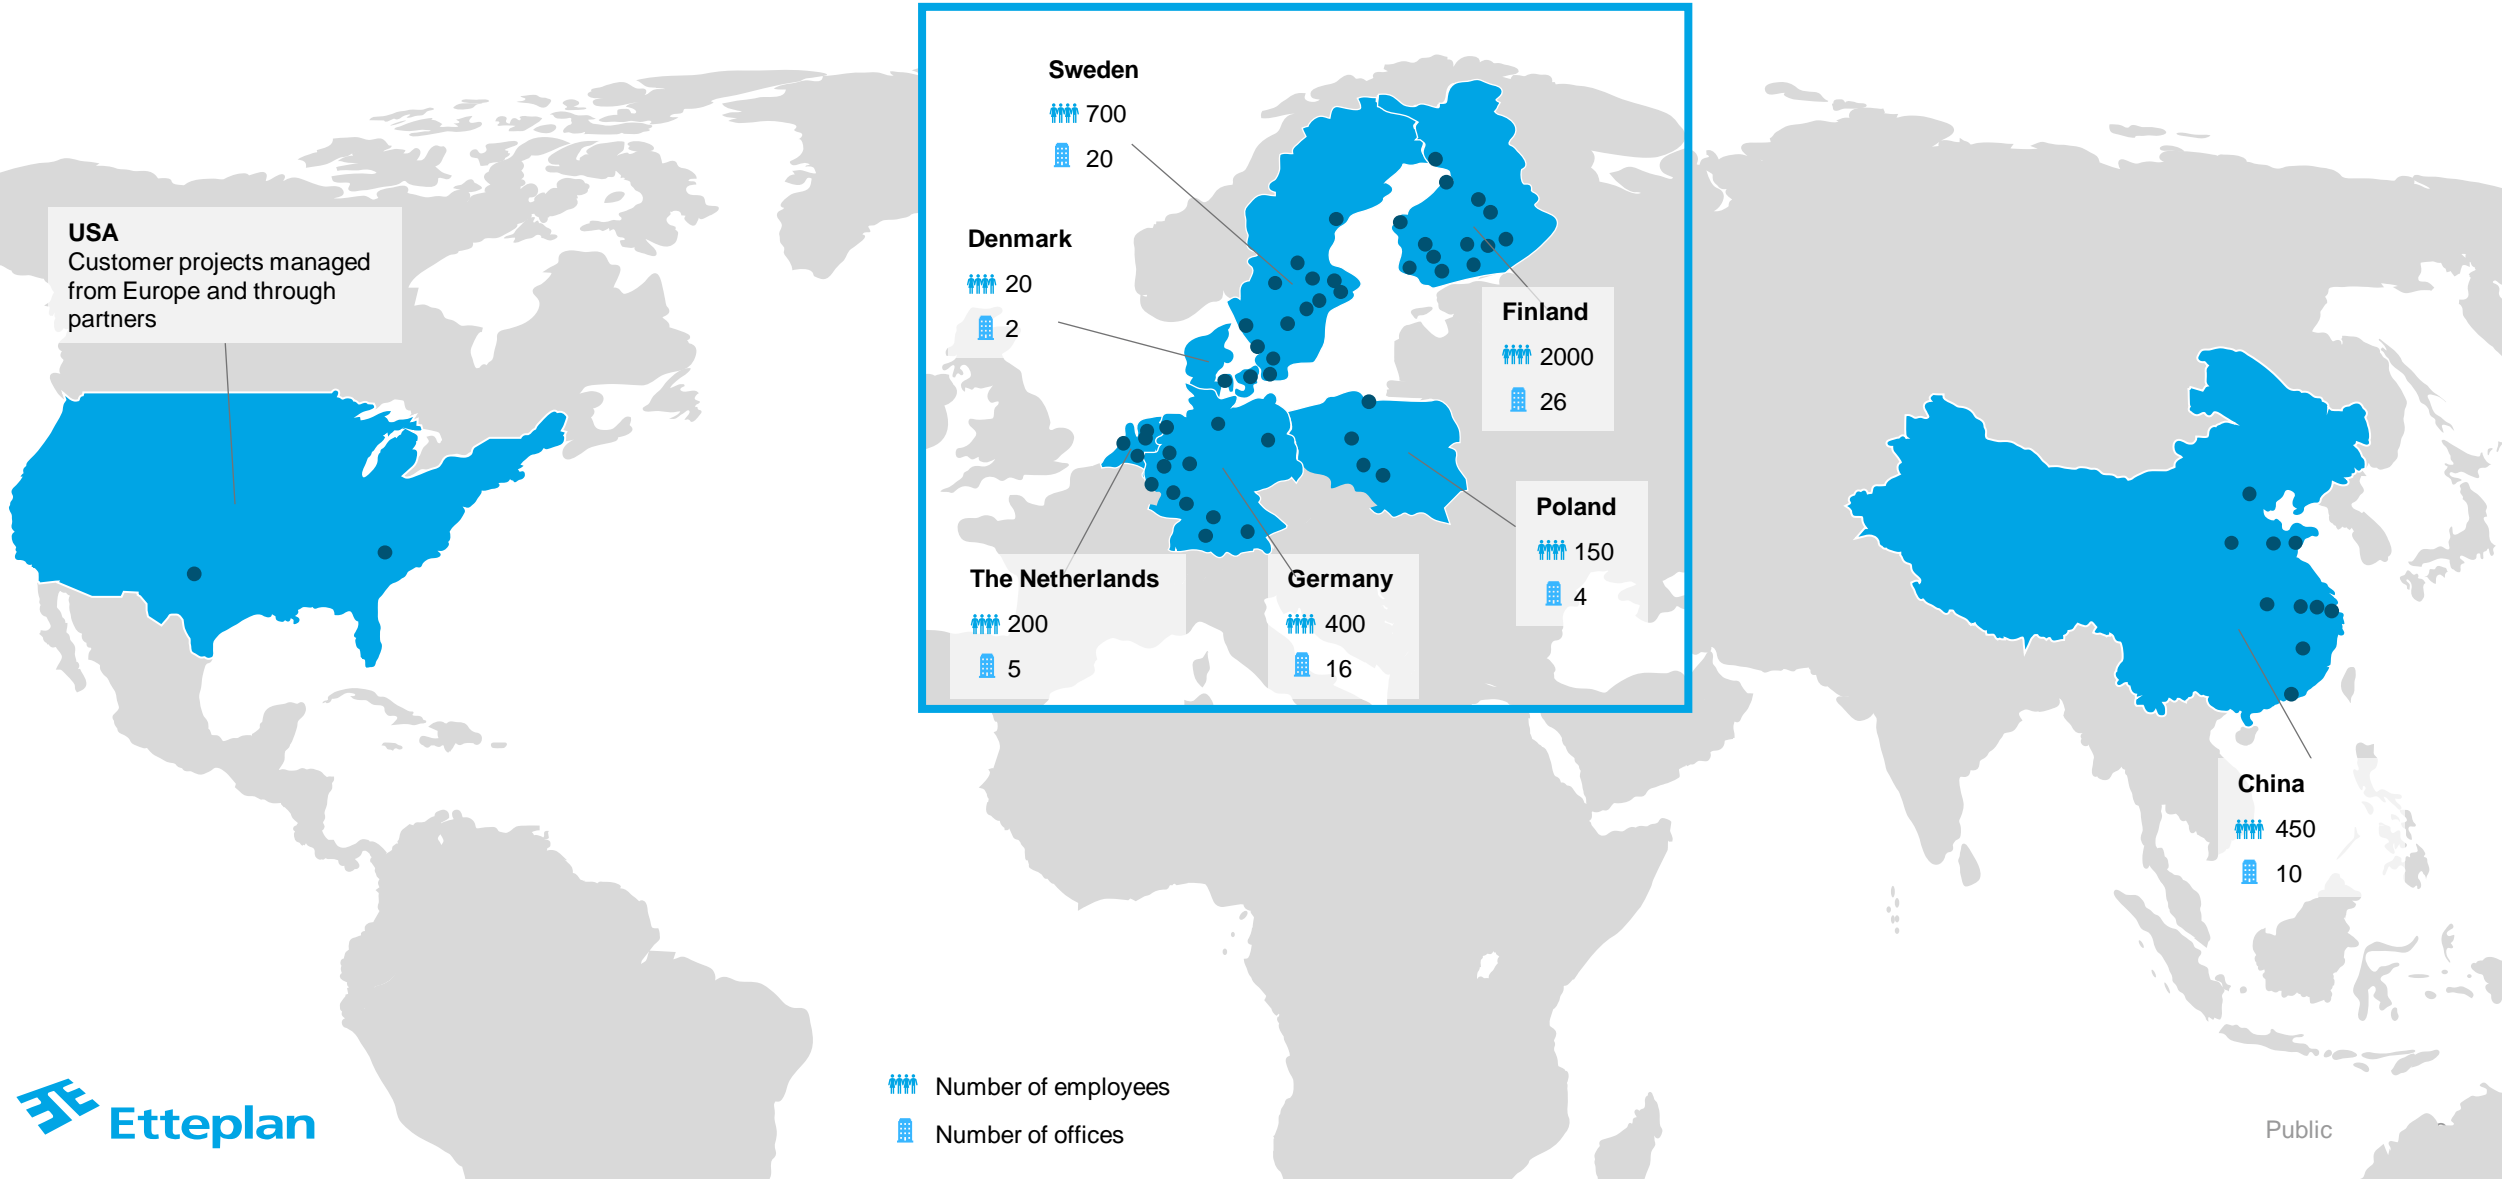 Sweden
700
20
Denmark
20
2
USA
Customer projects managed
from Europe and through
partners
Finland
2000
26
Poland
150
4
The Netherlands
200
5
Germany
400
16
China
450
10
Number of employees
Number of offices
Etteplan
Public